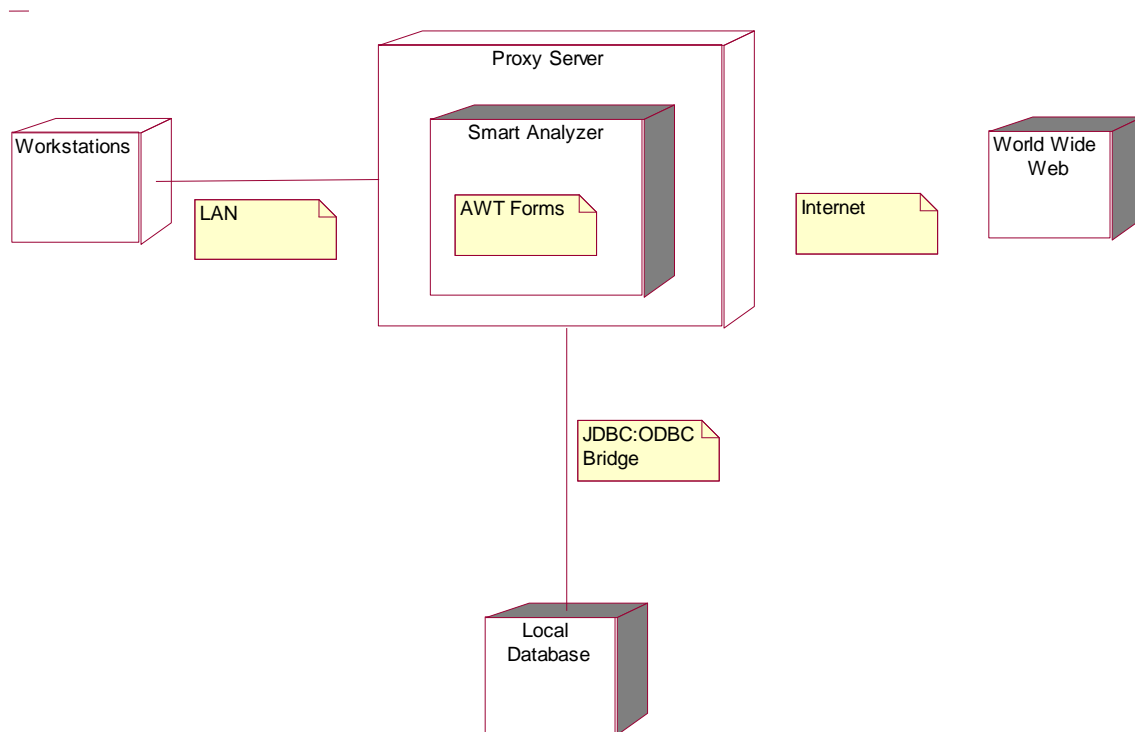 Proxy Server
Smart Analyzer
Workstations
World Wide
Web
LAN
AWT Forms
Internet
JDBC:ODBC
Bridge
Local
Database